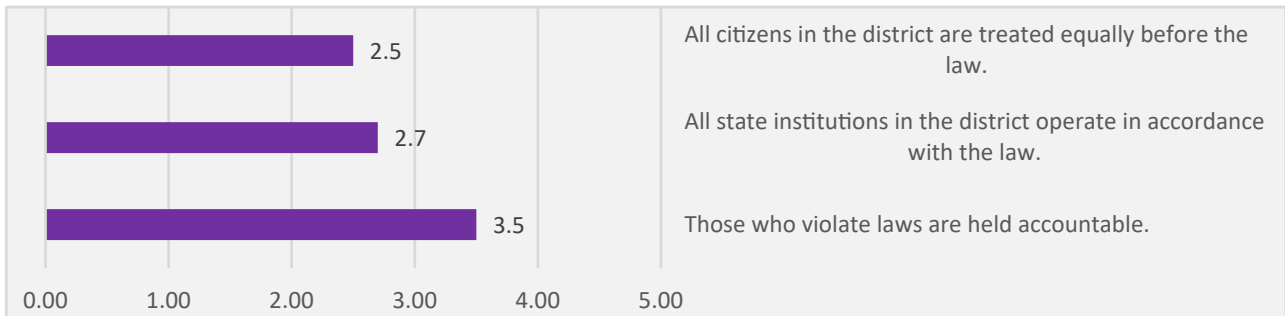 2.5
All citizens in the district are treated equally before the
law.
2.7
All state institutions in the district operate in accordance
with the law.
3.5
Those who violate laws are held accountable.
0.00 1.00 2.00 3.00 4.00 5.00